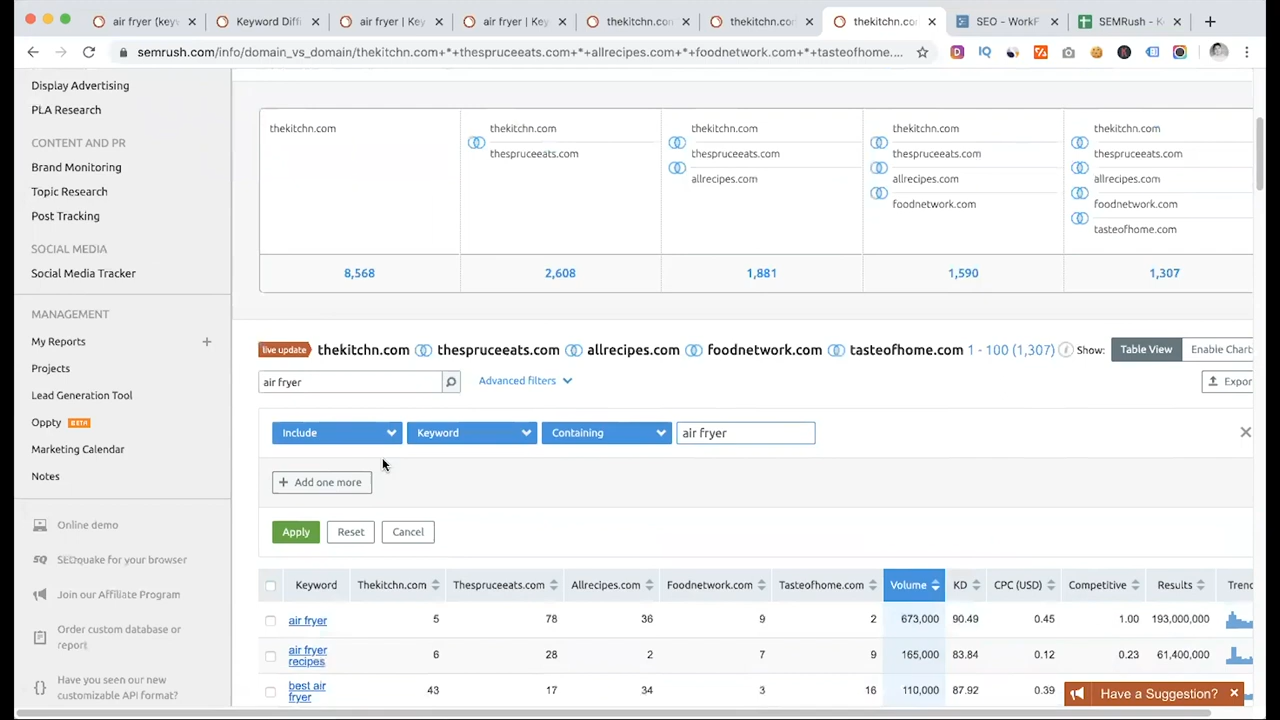 air fryer (keyw
Keyword Diffi
air fryer | Key
air fryer | Key
thekitchn.com
thekitchn.com
thekitchn.com
SEO - WorkF
SEMRush - K
semrush.com/info/domain_vs_domain/thekitchn.com+*+thespruceeats.com+*+allrecipes.com+*+foodnetwork.com+*+tasteofhome....
Display Advertising
PLA Research
CONTENT AND PR
Brand Monitoring
Topic Research
Post Tracking
SOCIAL MEDIA
Social Media Tracker
MANAGEMENT
My Reports
Projects
Lead Generation Tool
Oppty BETA
Marketing Calendar
Notes
Online demo
SEOquake for your browser
Join our Affiliate Program
Order custom database or
report
Have you seen our new
customizable API format?
thekitchn.com
8,568
thekitchn.com
thespruceeats.com
2,608
thekitchn.com
thespruceeats.com
allrecipes.com
1,881
thekitchn.com
thespruceeats.com
allrecipes.com
foodnetwork.com
1,590
thekitchn.com
thespruceeats.com
allrecipes.com
foodnetwork.com
tasteofhome.com
1,307
live update thekitchn.com thespruceeats.com allrecipes.com foodnetwork.com tasteofhome.com 1 - 100 (1,307) i Show: Table View Enable Chart
air fryer Advanced filters Expor
Include Keyword Containing air fryer
+ Add one more
Apply Reset Cancel
Keyword Thekitchn.com Thespruceeats.com Allrecipes.com Foodnetwork.com Tasteofhome.com Volume KD CPC (USD) Competitive Results Trend
air fryer 5 78 36 9 2 673,000 90.49 0.45 1.00 193,000,000
air fryer
recipes 6 28 2 7 9 165,000 83.84 0.12 0.23 61,400,000
best air
fryer 43 17 34 3 16 110,000 87.92 0.39
Have a Suggestion?